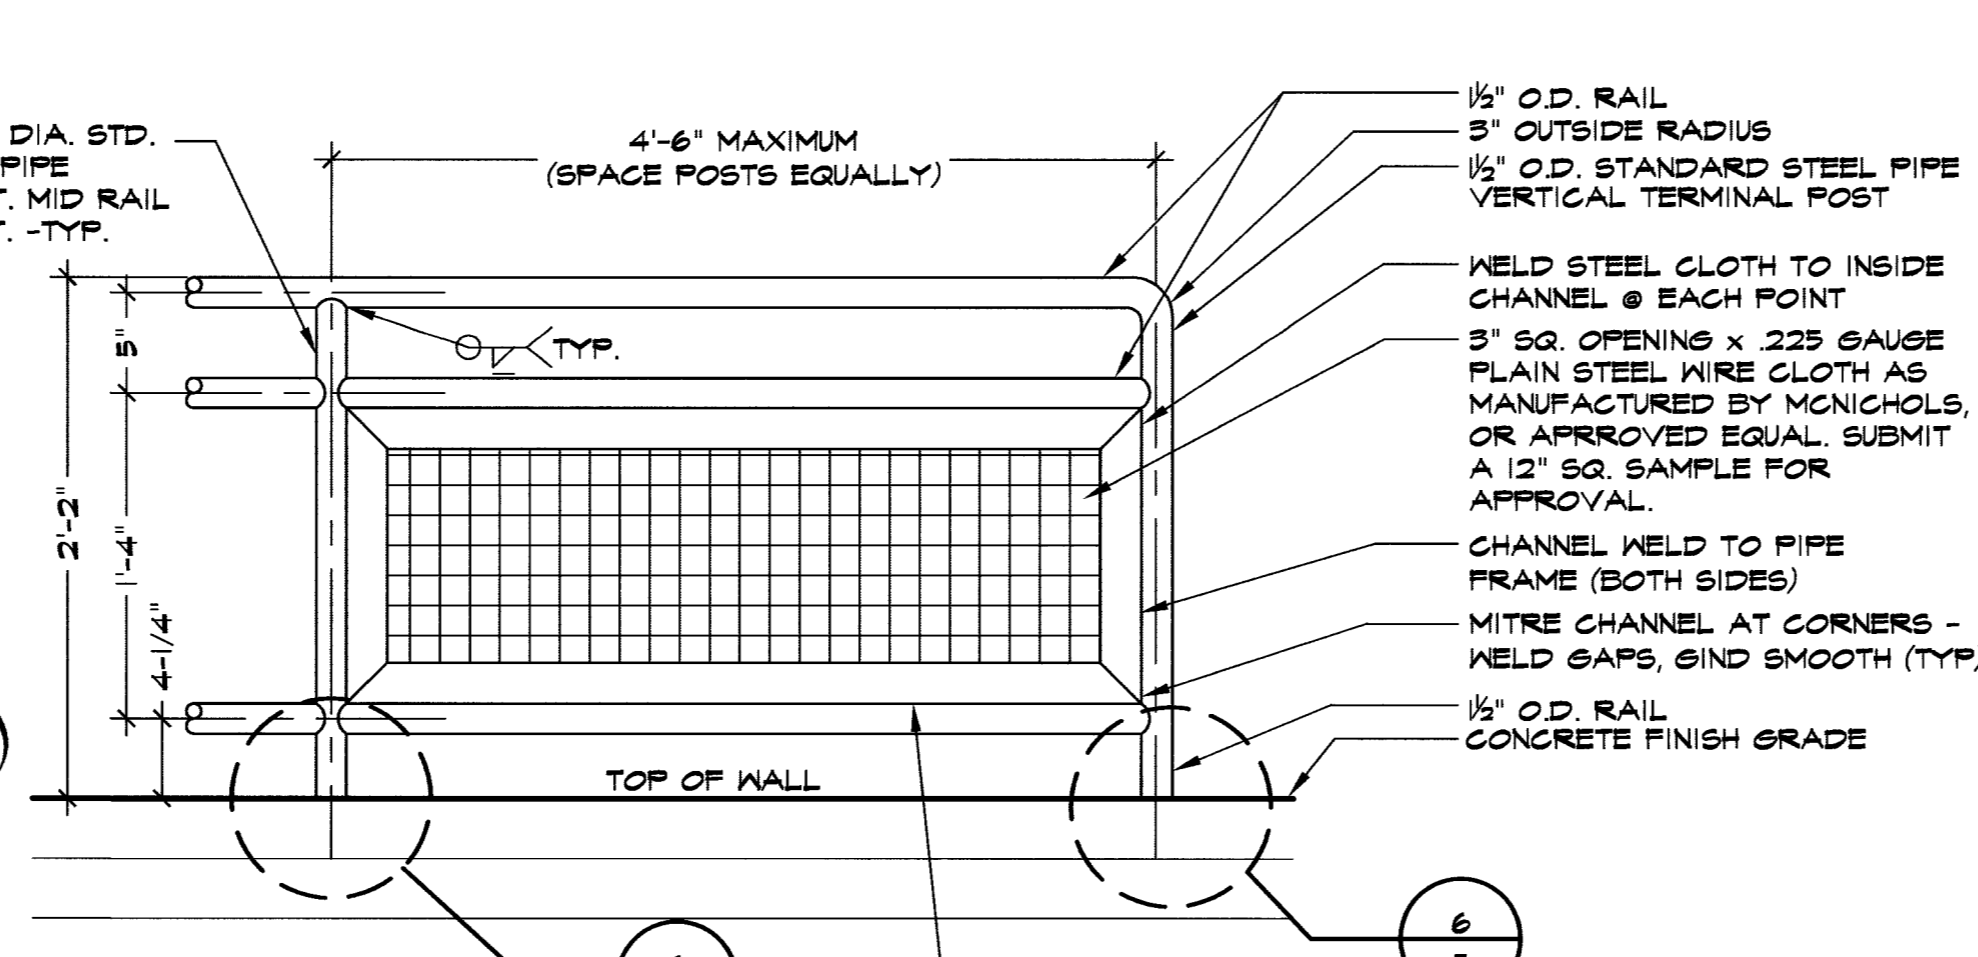 DIA. STD.
PIPE
T. MID RAIL
T. -TYP.
4'-6" MAXIMUM
(SPACE POSTS EQUALLY)
1½" O.D. RAIL
3" OUTSIDE RADIUS
1½" O.D. STANDARD STEEL PIPE
VERTICAL TERMINAL POST
WELD STEEL CLOTH TO INSIDE
CHANNEL @ EACH POINT
3" SQ. OPENING x .225 GAUGE
PLAIN STEEL WIRE CLOTH AS
MANUFACTURED BY MCNICHOLS,
OR APRROVED EQUAL. SUBMIT
A 12" SQ. SAMPLE FOR
APPROVAL.
CHANNEL WELD TO PIPE
FRAME (BOTH SIDES)
MITRE CHANNEL AT CORNERS -
WELD GAPS, GIND SMOOTH (TYP)
1½" O.D. RAIL
CONCRETE FINISH GRADE
TYP.
5"
2'-2"
1'-4"
4-1/4"
TOP OF WALL
6